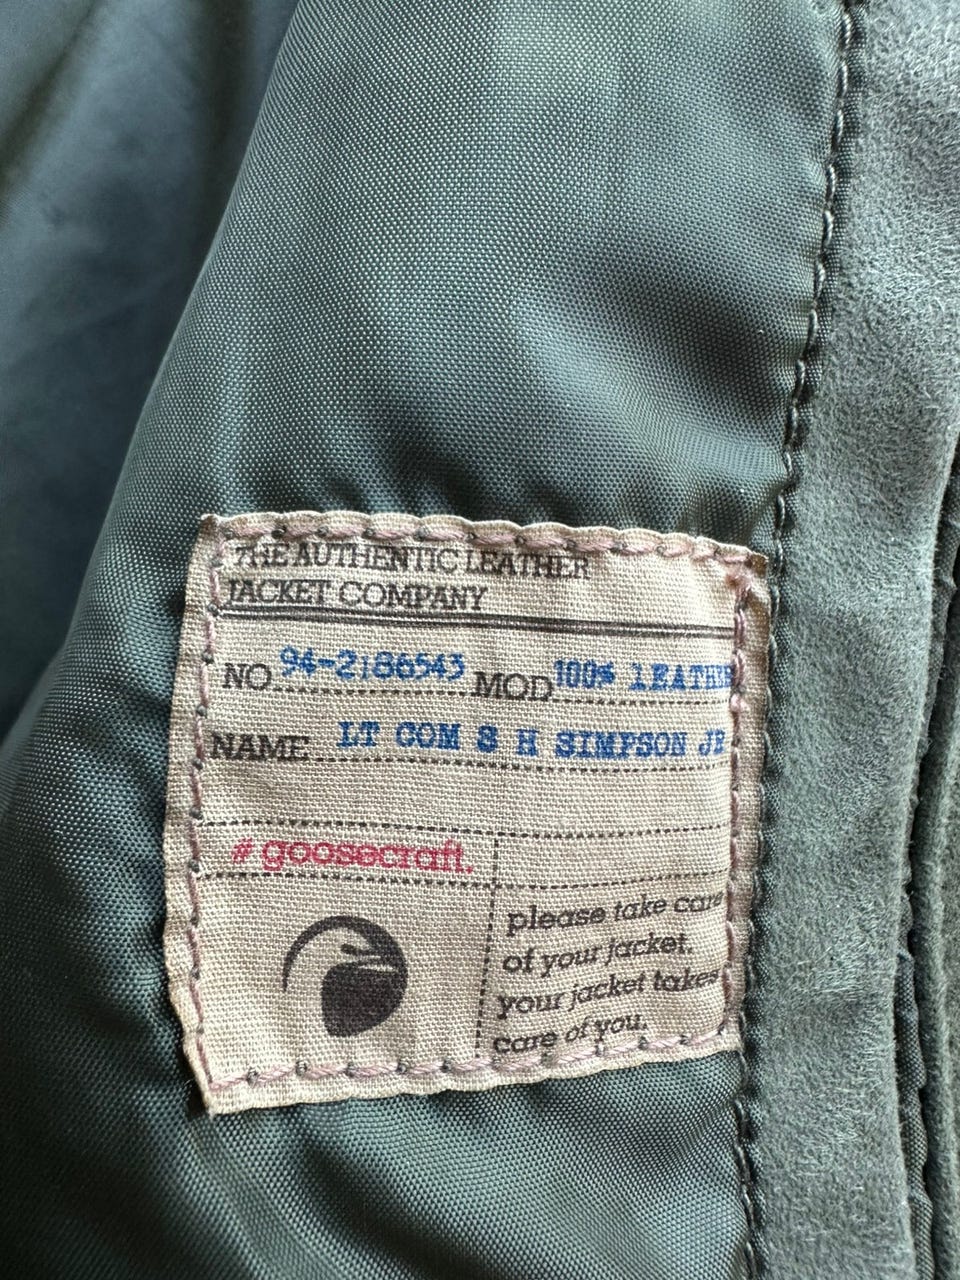 THE AUTHENTIC LEATHER
JACKET COMPANY
NO 94-2186543 MOD 100% LEATHER
NAME LT COM S H SIMPSON JR
# goosecraft.
please take care
of your jacket.
your jacket takes
care of you.